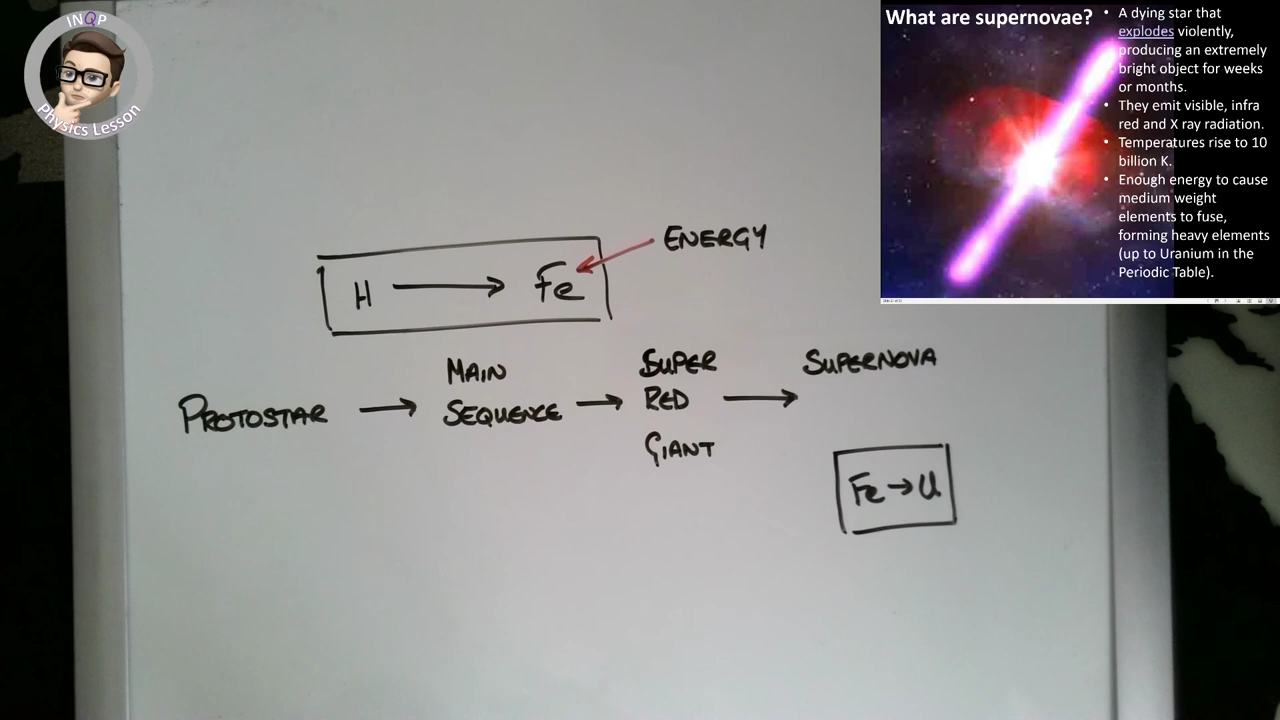 INQP
Physics Lesson
What are supernovae?
• A dying star that
explodes violently,
producing an extremely
bright object for weeks
or months.
• They emit visible, infra
red and X ray radiation.
• Temperatures rise to 10
billion K.
• Enough energy to cause
medium weight
elements to fuse,
forming heavy elements
(up to Uranium in the
Periodic Table).
ENERGY
H → Fe
PROTOSTAR → MAIN
SEQUENCE → SUPER
RED
GIANT → SUPERNOVA
Fe → U